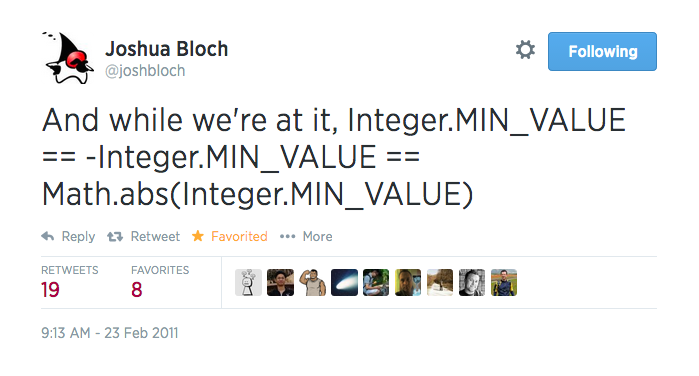 Joshua Bloch
@joshbloch
Following
And while we're at it, Integer.MIN_VALUE
== -Integer.MIN_VALUE ==
Math.abs(Integer.MIN_VALUE)
Reply Retweet Favorited More
RETWEETS FAVORITES
19 8
9:13 AM - 23 Feb 2011